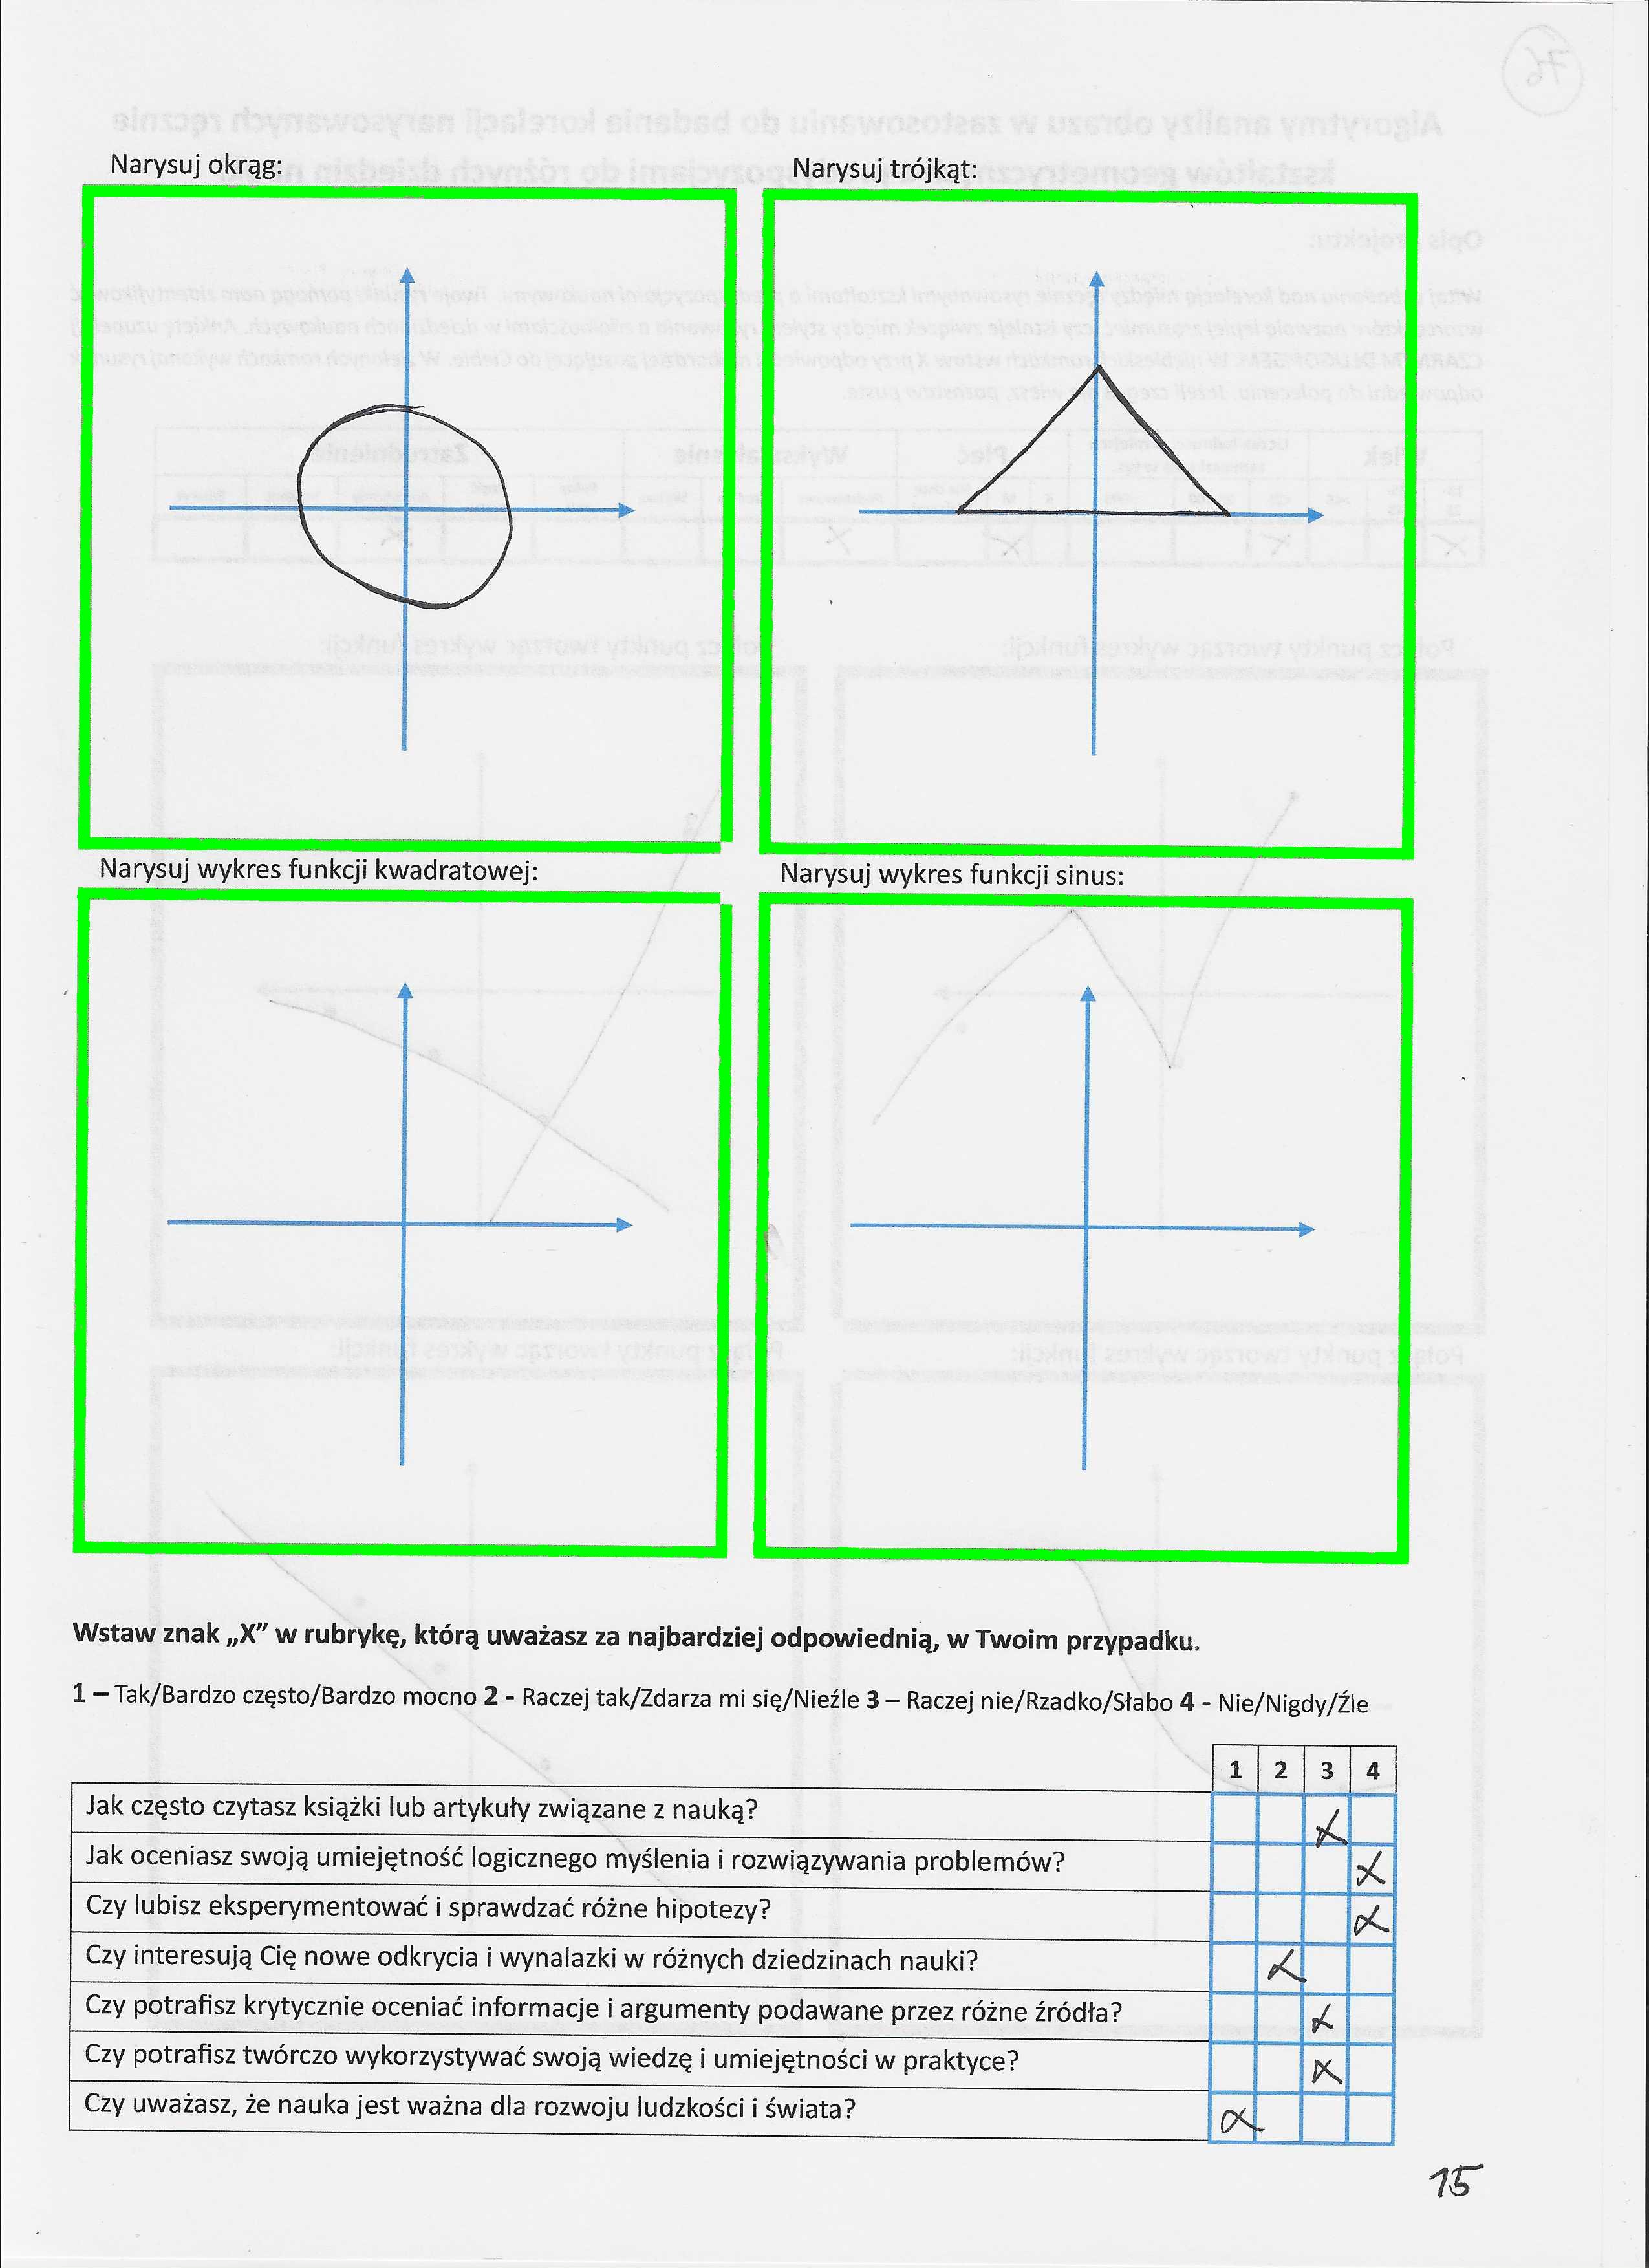 Narysuj okrąg:
Narysuj trójkąt:
Narysuj wykres funkcji kwadratowej:
Narysuj wykres funkcji sinus:
Wstaw znak „X” w rubrykę, którą uważasz za najbardziej odpowiednią, w Twoim przypadku.
1 – Tak/Bardzo często/Bardzo mocno 2 - Raczej tak/Zdarza mi się/Nieźle 3 – Raczej nie/Rzadko/Słabo 4 - Nie/Nigdy/Źle
1 2 3 4
Jak często czytasz książki lub artykuły związane z nauką? X
Jak oceniasz swoją umiejętność logicznego myślenia i rozwiązywania problemów? X
Czy lubisz eksperymentować i sprawdzać różne hipotezy? X
Czy interesują Cię nowe odkrycia i wynalazki w różnych dziedzinach nauki? X
Czy potrafisz krytycznie oceniać informacje i argumenty podawane przez różne źródła? X
Czy potrafisz twórczo wykorzystywać swoją wiedzę i umiejętności w praktyce? X
Czy uważasz, że nauka jest ważna dla rozwoju ludzkości i świata? X
15